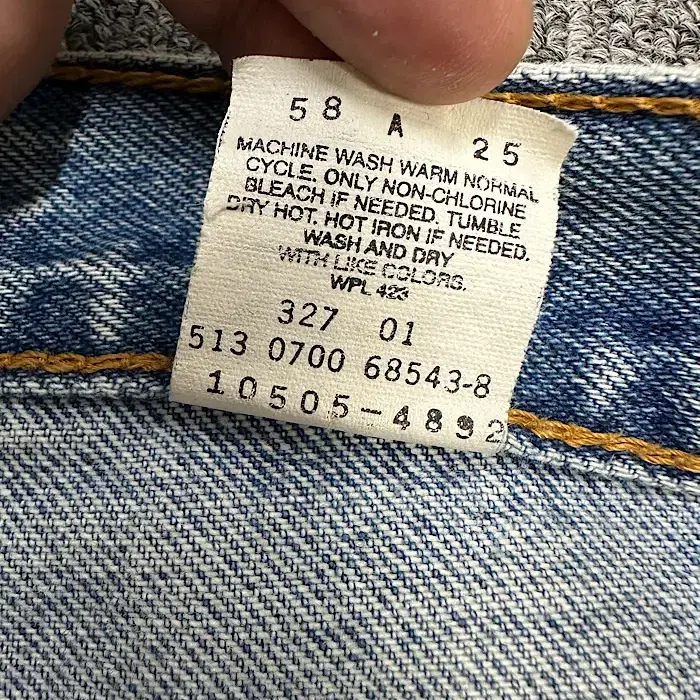 58 A 25
MACHINE WASH WARM NORMAL
CYCLE. ONLY NON-CHLORINE
BLEACH IF NEEDED. TUMBLE
DRY HOT. HOT IRON IF NEEDED.
WASH AND DRY
WITH LIKE COLORS.
WPL 423
327 01
513 0700 68543-8
10505-4892